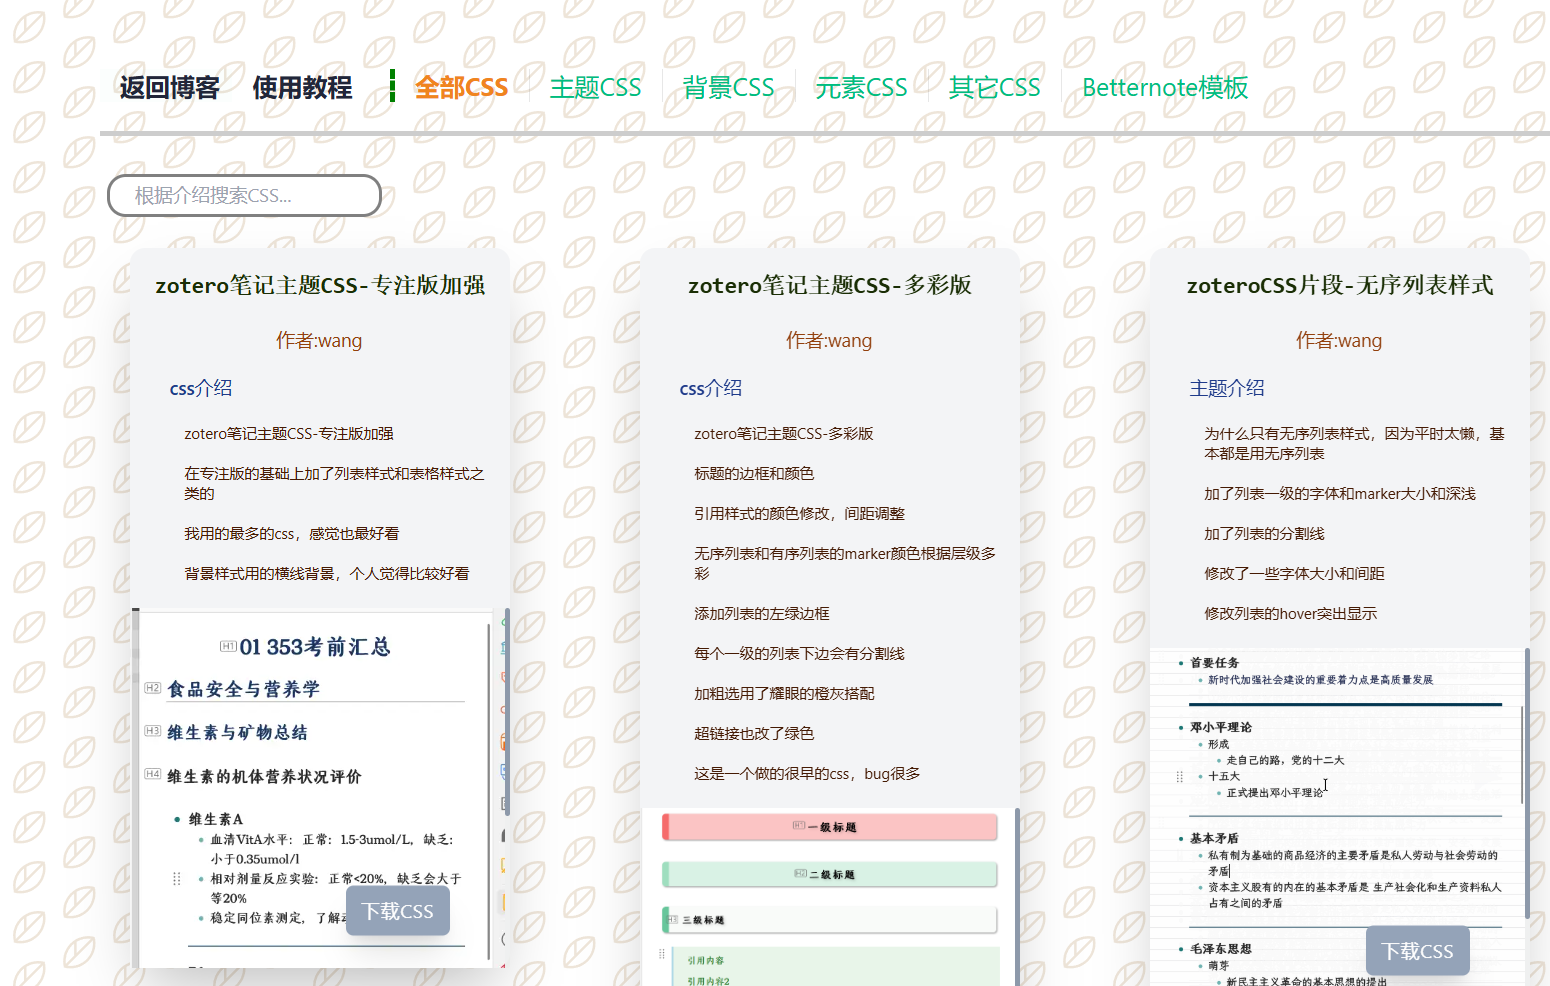 返回博客 使用教程 全部CSS 主题CSS 背景CSS 元素CSS 其它CSS Betternote模板
根据介绍搜索CSS...
zotero笔记主题CSS-专注版加强
作者:wang
css介绍
zotero笔记主题CSS-专注版加强
在专注版的基础上加了列表样式和表格样式之
类的
我用的最多的css，感觉也最好看
背景样式用的横线背景，个人觉得比较好看
H1 01 353考前汇总
H2 食品安全与营养学
H3 维生素与矿物总结
H4 维生素的机体营养状况评价
维生素A
血清VitA水平：正常：1.5-3umol/L，缺乏：
小于0.35umol/l
相对剂量反应实验：正常<20%，缺乏会大于
等20%
稳定同位素测定，了解
下载CSS
zotero笔记主题CSS-多彩版
作者:wang
css介绍
zotero笔记主题CSS-多彩版
标题的边框和颜色
引用样式的颜色修改，间距调整
无序列表和有序列表的marker颜色根据层级多
彩
添加列表的左绿边框
每个一级的列表下边会有分割线
加粗选用了耀眼的橙灰搭配
超链接也改了绿色
这是一个做的很早的css，bug很多
H1 一级标题
H2 二级标题
H3 三级标题
引用内容
引用内容2
zoteroCSS片段-无序列表样式
作者:wang
主题介绍
为什么只有无序列表样式，因为平时太懒，基
本都是用无序列表
加了列表一级的字体和marker大小和深浅
加了列表的分割线
修改了一些字体大小和间距
修改列表的hover突出显示
首要任务
新时代加强社会建设的重要着力点是高质量发展
邓小平理论
形成
走自己的路，党的十二大
十五大
正式提出邓小平理论
基本矛盾
私有制为基础的商品经济的主要矛盾是私人劳动与社会劳动的
矛盾
资本主义股有的内在的基本矛盾是 生产社会化和生产资料私人
占有之间的矛盾
毛泽东思想
萌芽
新民主主义革命的基本思想的提出
下载CSS